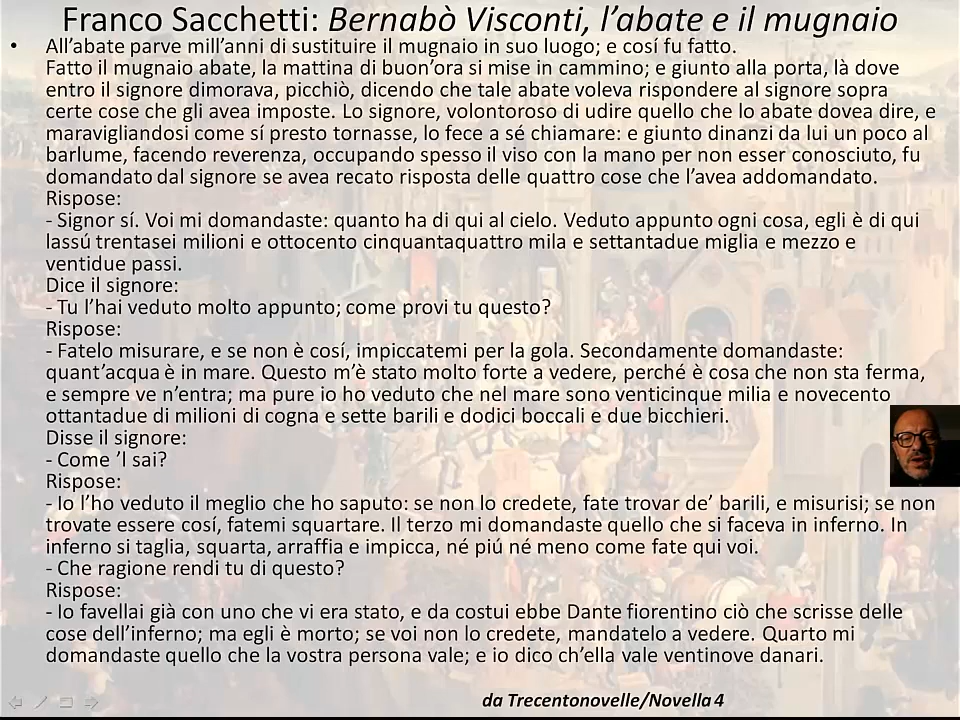 Franco Sacchetti: Bernabò Visconti, l'abate e il mugnaio
• All'abate parve mill'anni di sustituire il mugnaio in suo luogo; e cosí fu fatto.
Fatto il mugnaio abate, la mattina di buon'ora si mise in cammino; e giunto alla porta, là dove
entro il signore dimorava, picchiò, dicendo che tale abate voleva rispondere al signore sopra
certe cose che gli avea imposte. Lo signore, volontoroso di udire quello che lo abate dovea dire, e
maravigliandosi come sí presto tornasse, lo fece a sé chiamare: e giunto dinanzi da lui un poco al
barlume, facendo reverenza, occupando spesso il viso con la mano per non esser conosciuto, fu
domandato dal signore se avea recato risposta delle quattro cose che l'avea addomandato.
Rispose:
- Signor sí. Voi mi domandaste: quanto ha di qui al cielo. Veduto appunto ogni cosa, egli è di qui
lassú trentasei milioni e ottocento cinquantaquattro mila e settantadue miglia e mezzo e
ventidue passi.
Dice il signore:
- Tu l'hai veduto molto appunto; come provi tu questo?
Rispose:
- Fatelo misurare, e se non è cosí, impiccatemi per la gola. Secondamente domandaste:
quant'acqua è in mare. Questo m'è stato molto forte a vedere, perché è cosa che non sta ferma,
e sempre ve n'entra; ma pure io ho veduto che nel mare sono venticinque milia e novecento
ottantadue di milioni di cogna e sette barili e dodici boccali e due bicchieri.
Disse il signore:
- Come 'l sai?
Rispose:
- Io l'ho veduto il meglio che ho saputo: se non lo credete, fate trovar de' barili, e misurisi; se non
trovate essere cosí, fatemi squartare. Il terzo mi domandaste quello che si faceva in inferno. In
inferno si taglia, squarta, arraffia e impicca, né piú né meno come fate qui voi.
- Che ragione rendi tu di questo?
Rispose:
- Io favellai già con uno che vi era stato, e da costui ebbe Dante fiorentino ciò che scrisse delle
cose dell'inferno; ma egli è morto; se voi non lo credete, mandatelo a vedere. Quarto mi
domandaste quello che la vostra persona vale; e io dico ch'ella vale ventinove danari.
da Trecentonovelle/Novella 4